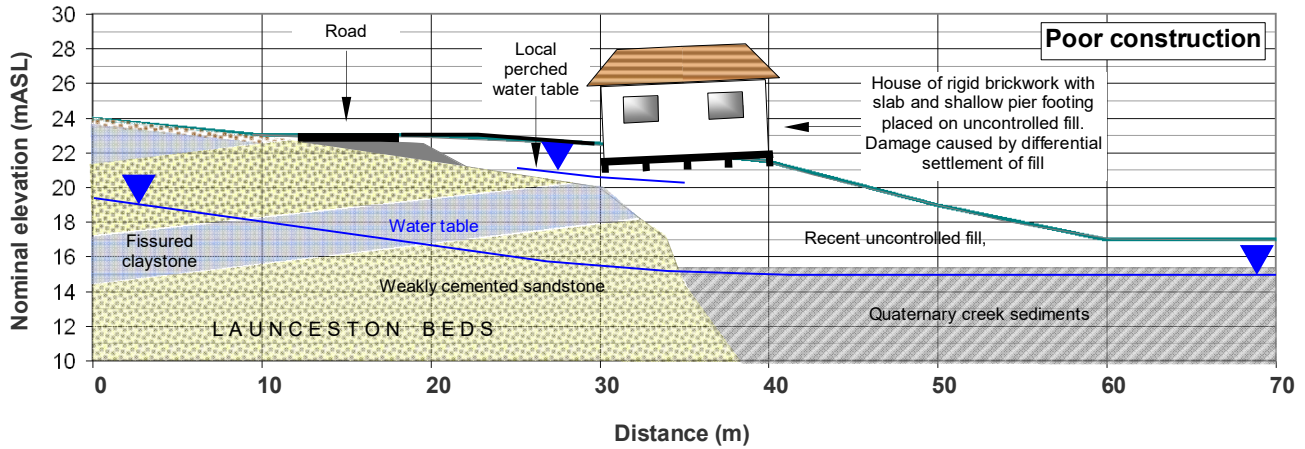 Poor construction
Nominal elevation (mASL)
30
28
26
24
23
22
20
18
16
14
12
10
Road
Local
perched
water table
House of rigid brickwork with
slab and shallow pier footing
placed on uncontrolled fill.
Damage caused by differential
settlement of fill
Water table
Fissured
claystone
Recent uncontrolled fill,
Weakly cemented sandstone
Quaternary creek sediments
LAUNCESTON BEDS
0
10
20
30
40
50
60
70
Distance (m)